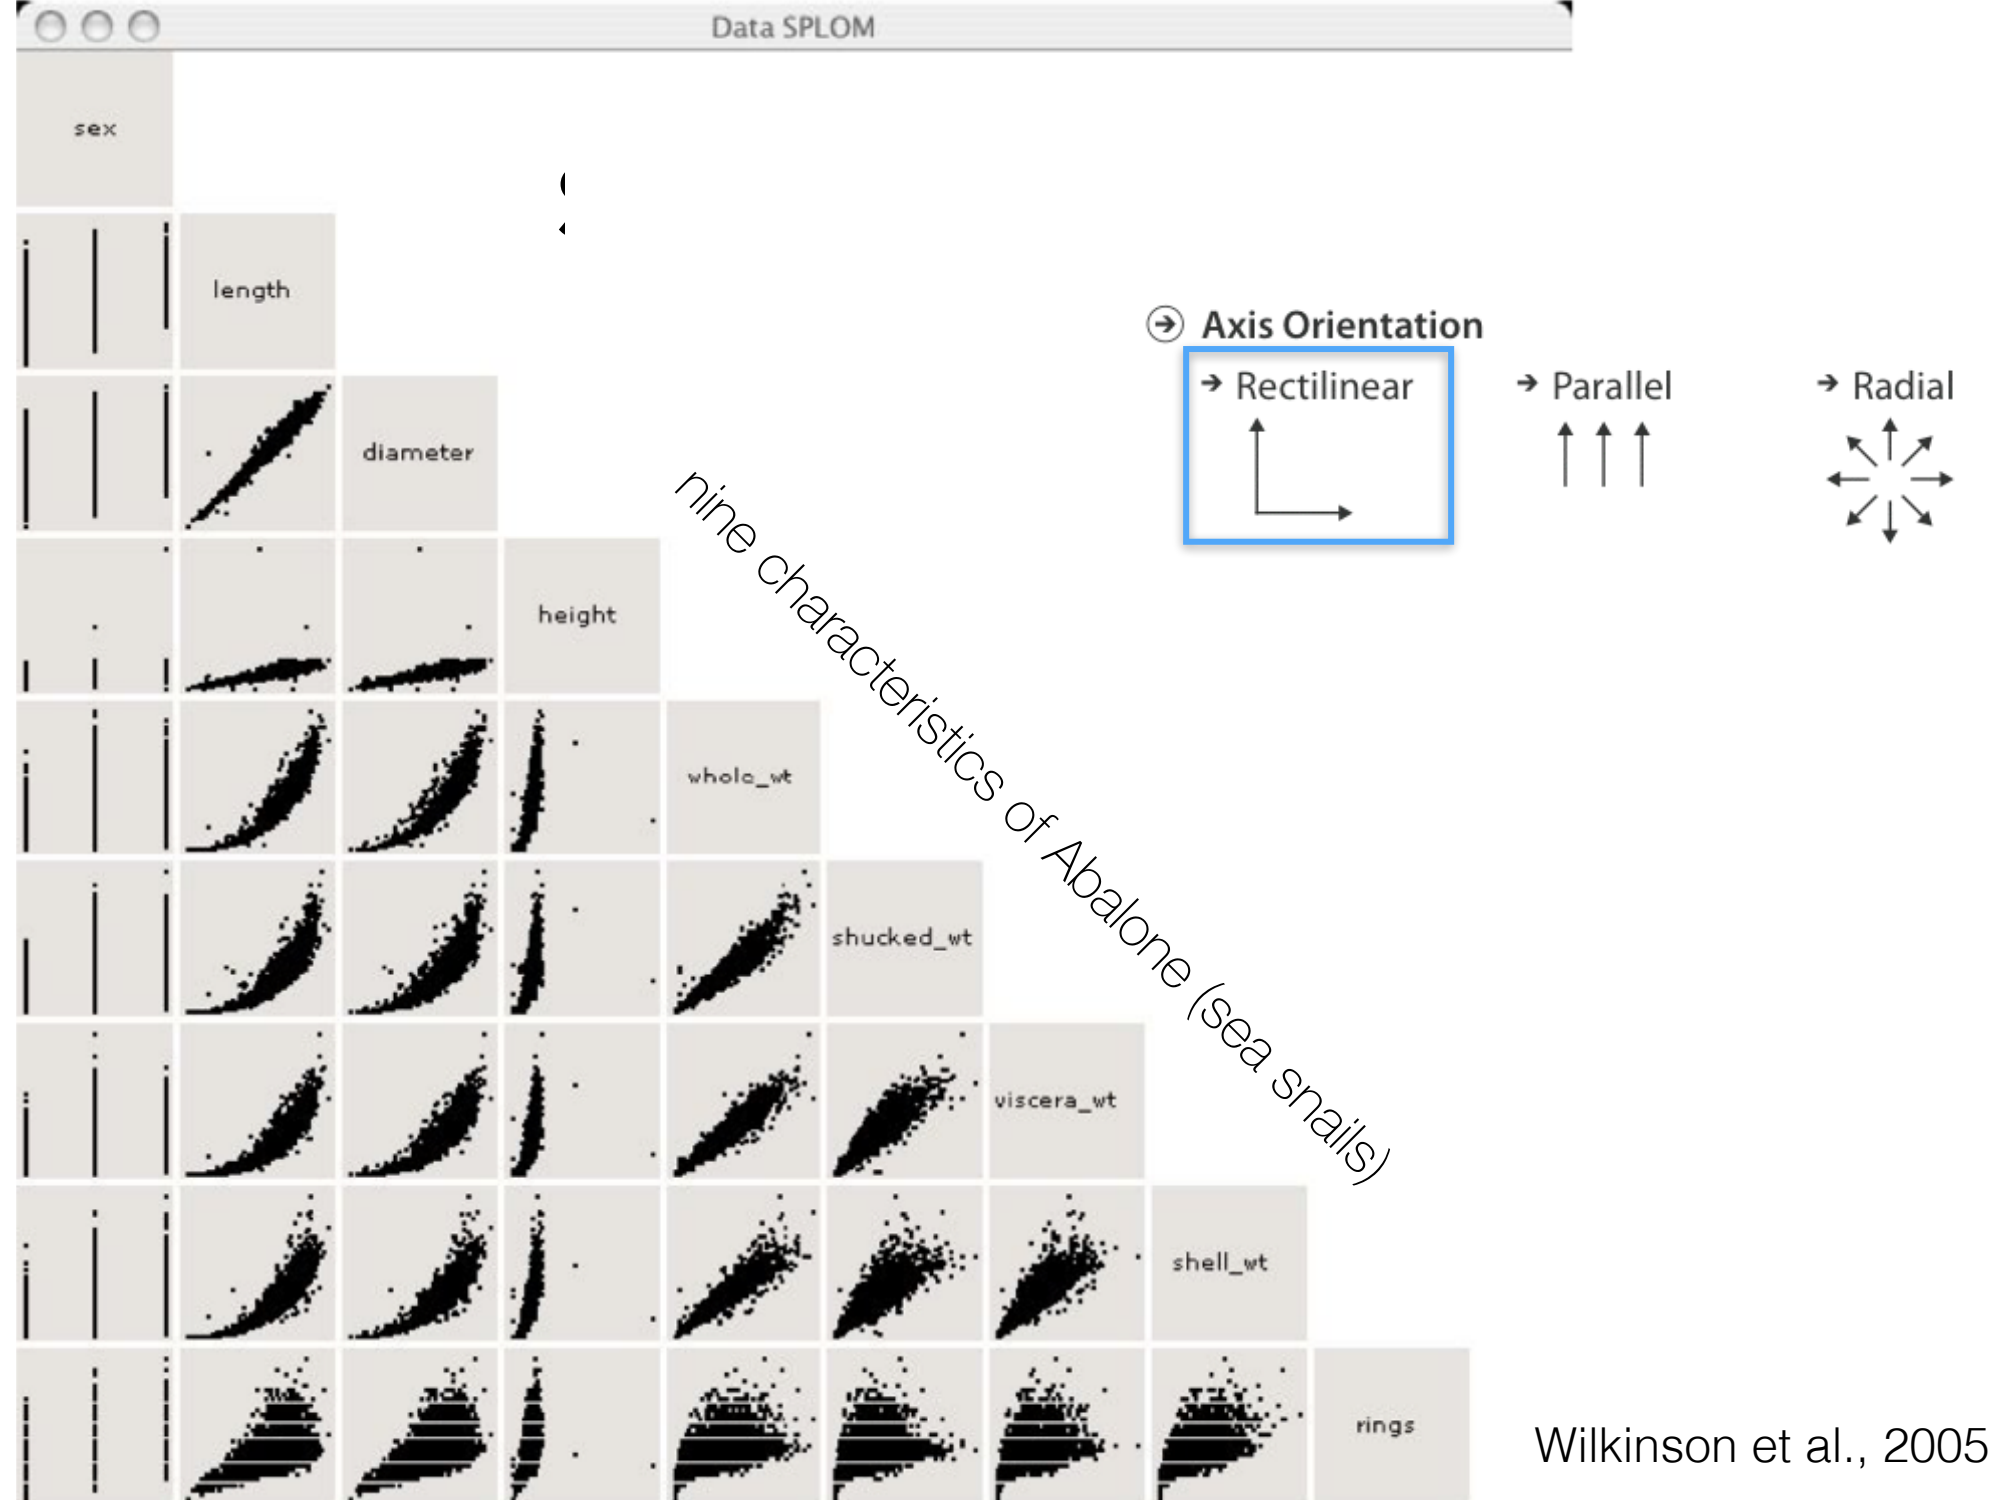 Data SPLOM
sex
length
Axis Orientation
Rectilinear
Parallel
Radial
diameter
nine characteristics of Abalone (sea snails)
height
whole_wt
shucked_wt
viscera_wt
shell_wt
rings
Wilkinson et al., 2005